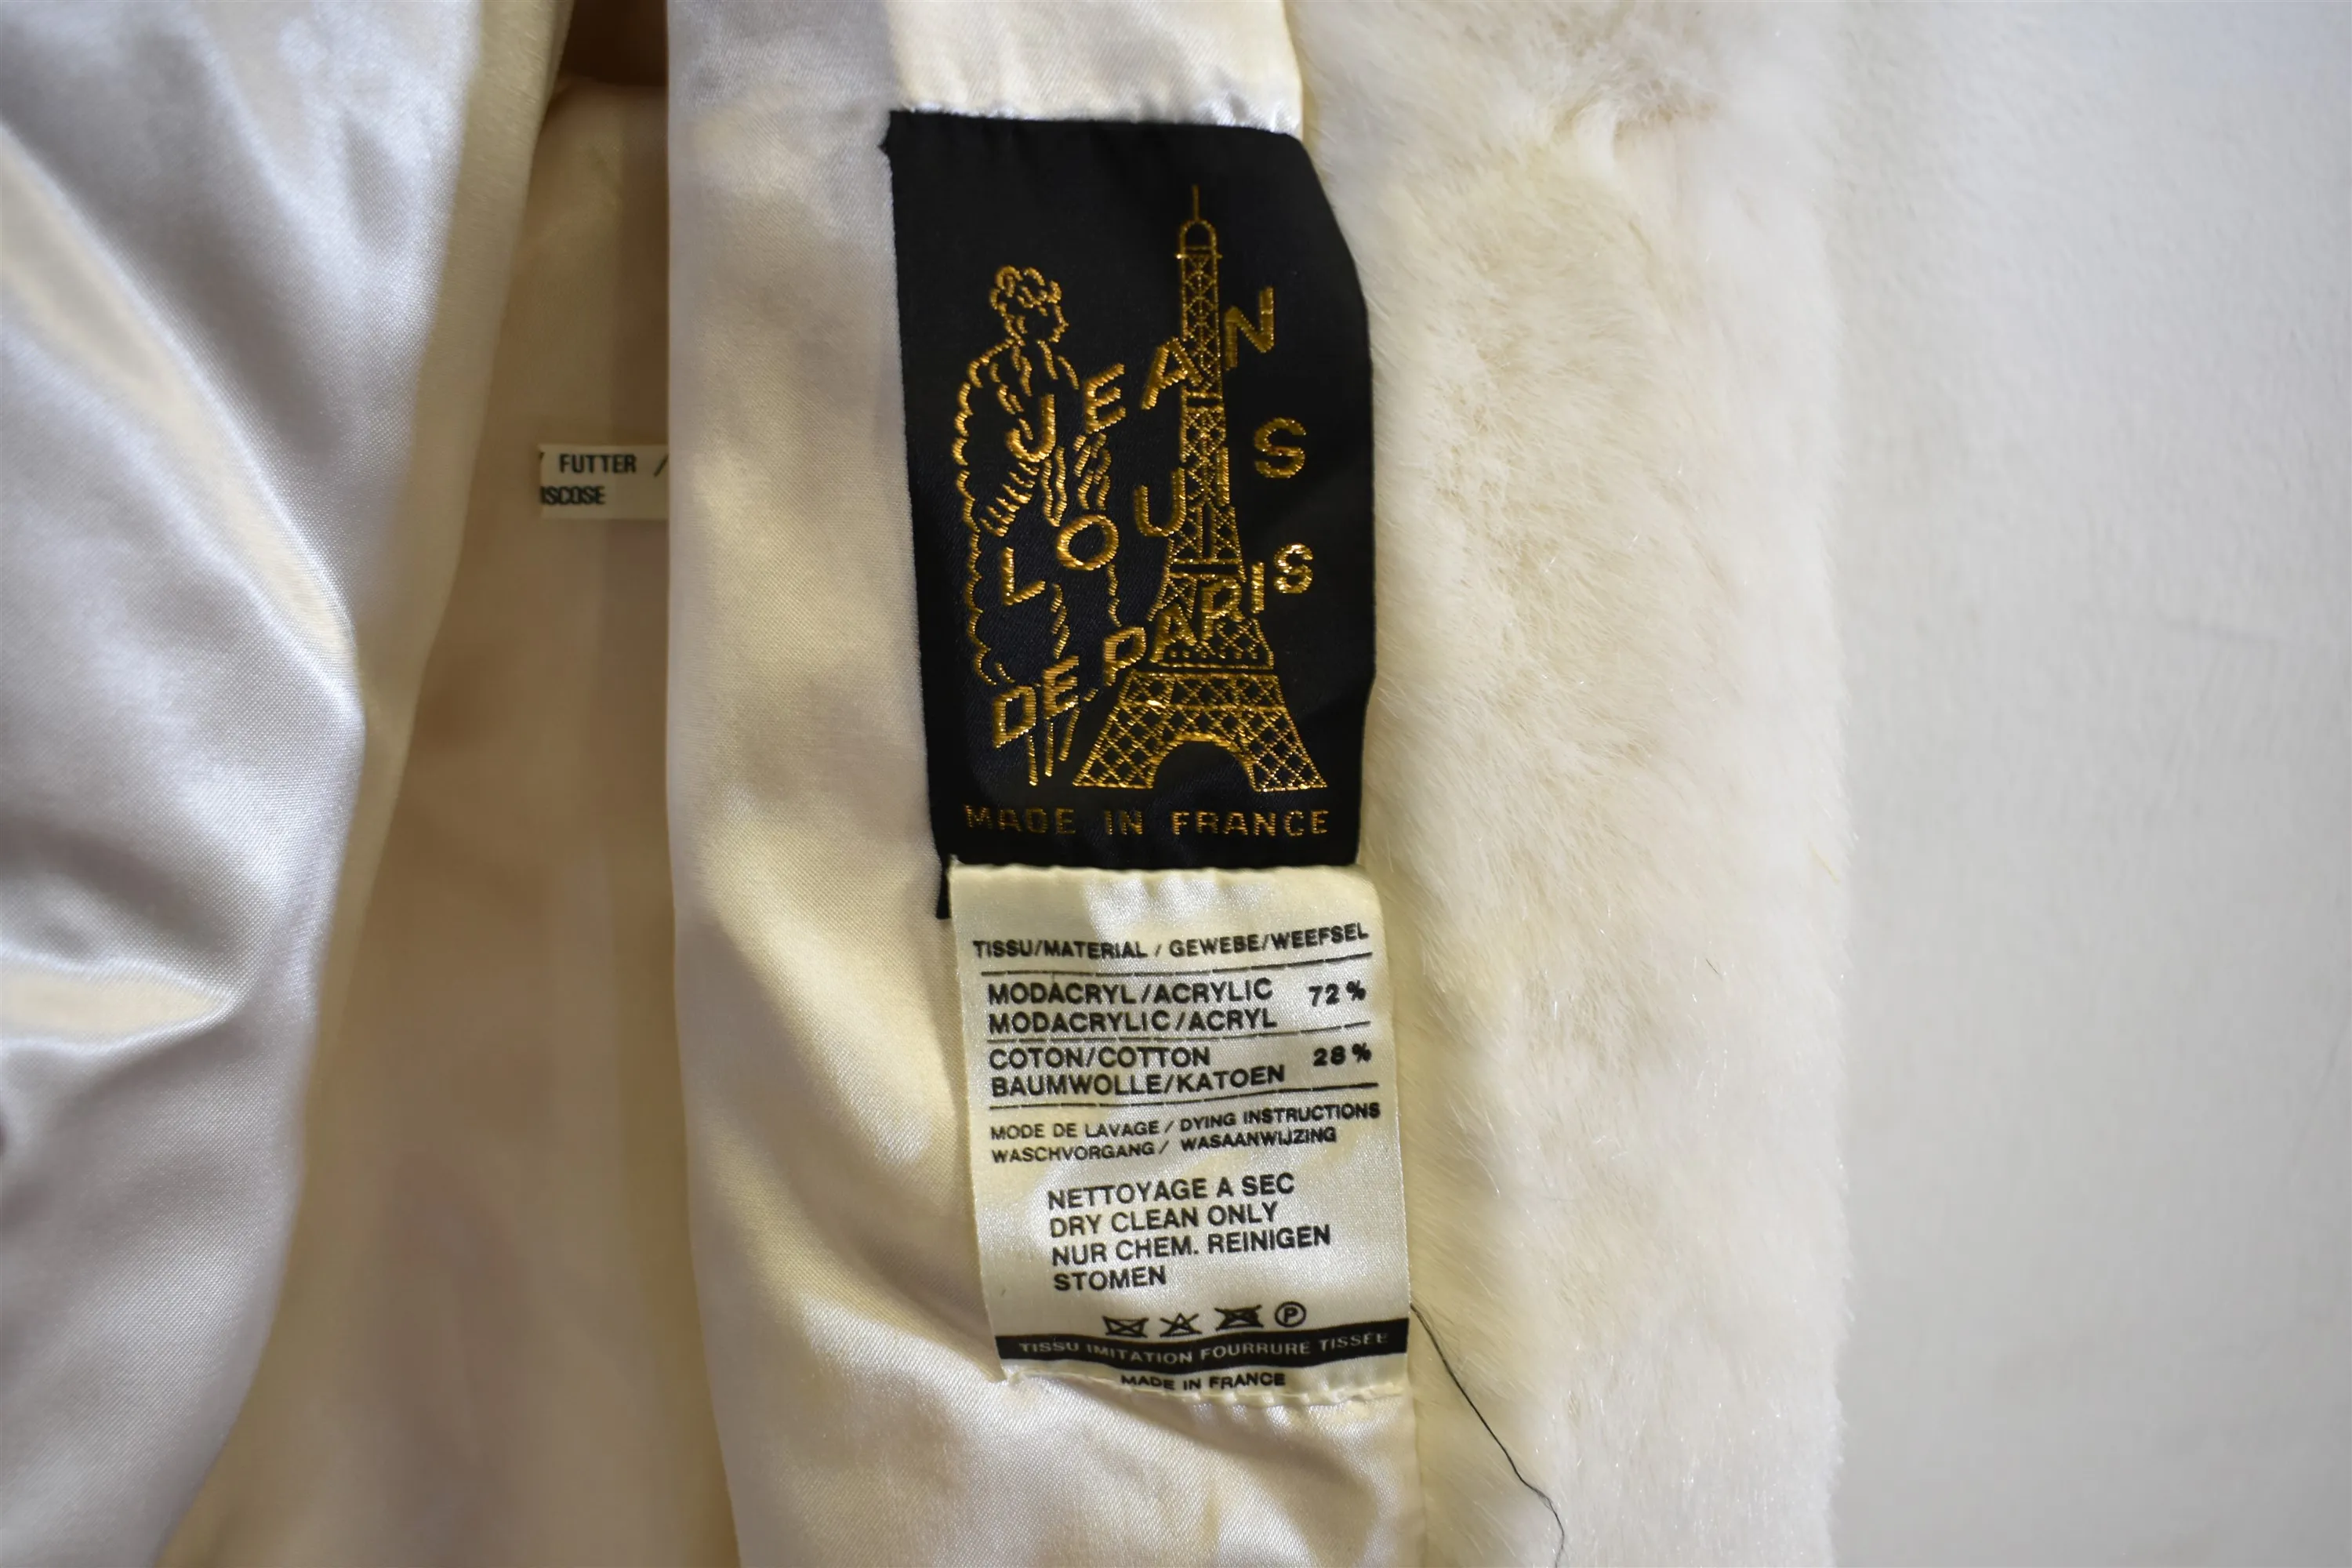 JEAN
LOUIS
DE PARIS
MADE IN FRANCE
FUTTER /
ISCOSE
TISSU/MATERIAL / GEWEBE/WEEFSEL
MODACRYL/ACRYLIC 72%
MODACRYLIC/ACRYL
COTON/COTTON 28%
BAUMWOLLE/KATOEN
MODE DE LAVAGE / DYING INSTRUCTIONS
WASCHVORGANG / WASAANWIJZING
NETTOYAGE A SEC
DRY CLEAN ONLY
NUR CHEM. REINIGEN
STOMEN
P
TISSU IMITATION FOURRURE TISSÉE
MADE IN FRANCE